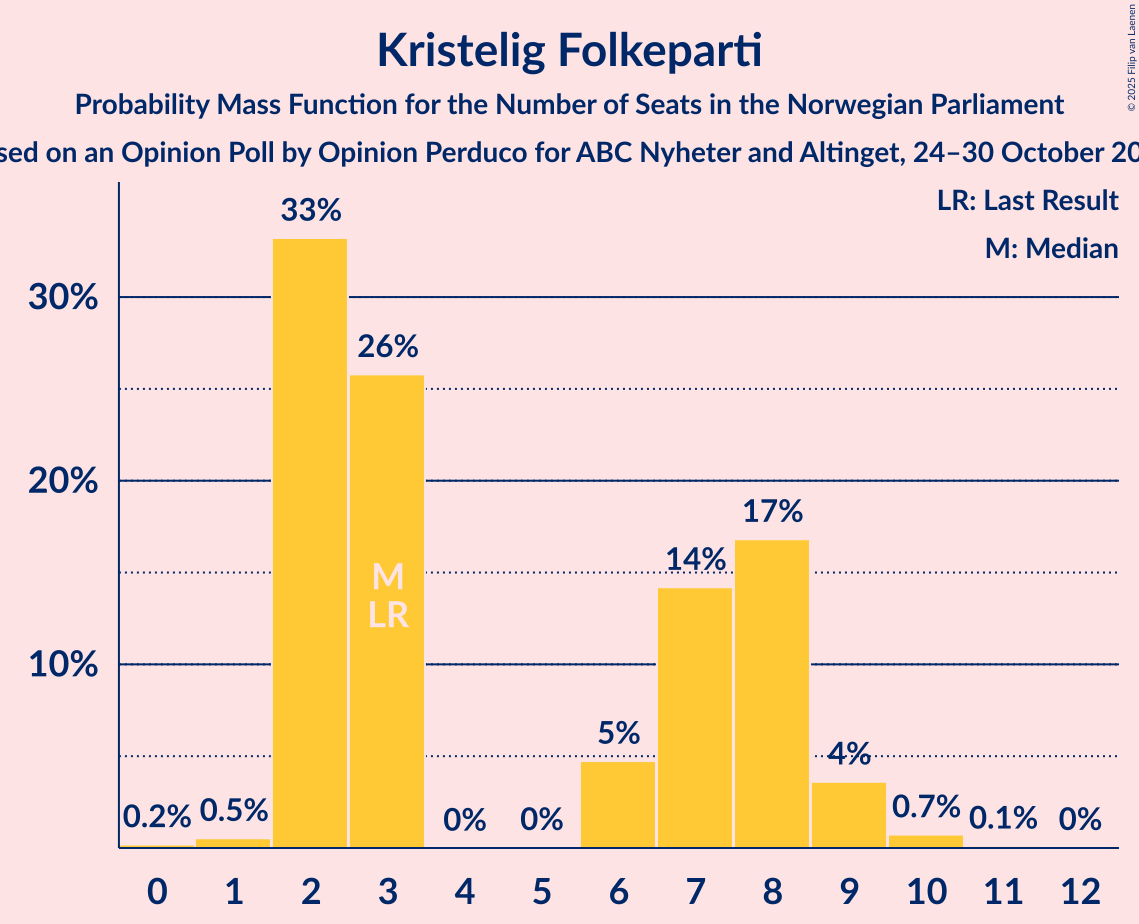 Kristelig Folkeparti
Probability Mass Function for the Number of Seats in the Norwegian Parliament
on an Opinion Poll by Opinion Perduco for ABC Nyheter and Altinget, 24–30 October
© 2025 Filip van Laenen
LR: Last Result
M: Median
33%
30%
26%
20%
17%
14%
M
LR
10%
5%
4%
0.2%
0.5%
0%
0%
0.7%
0.1%
0%
0 1 2 3 4 5 6 7 8 9 10 11 12